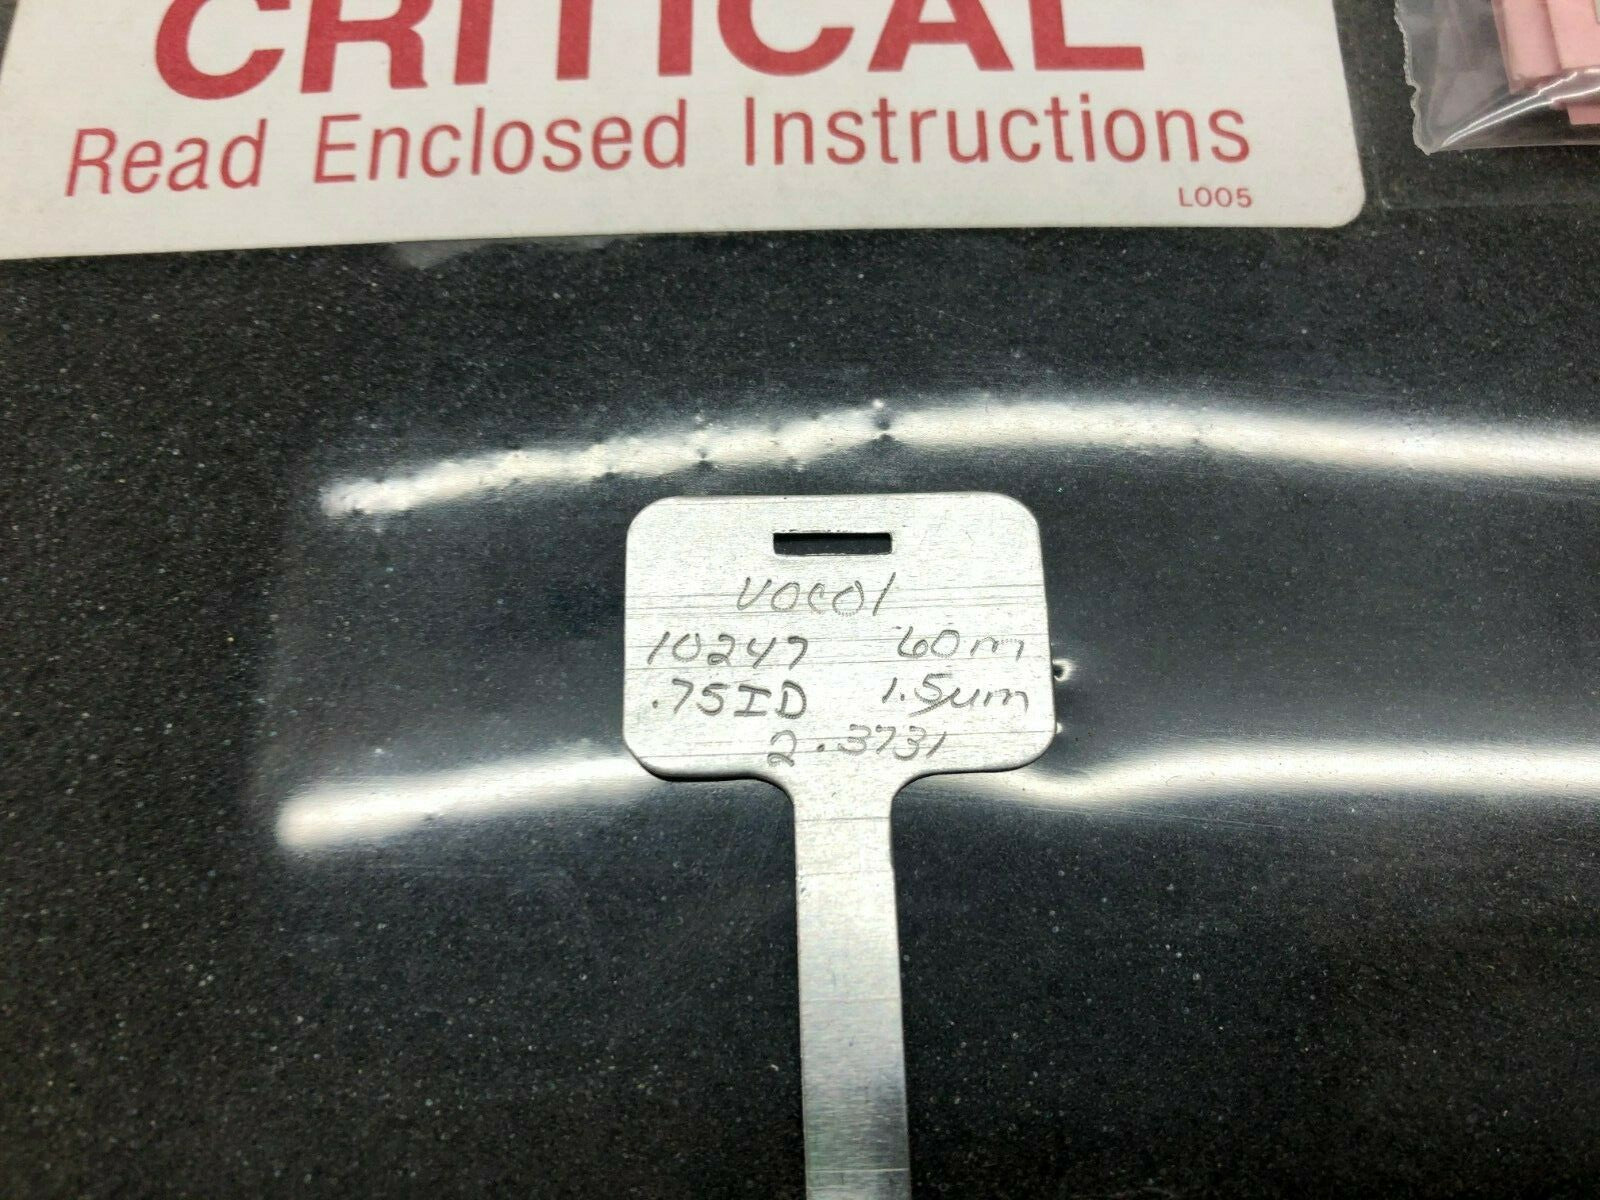 CRITICAL
Read Enclosed Instructions
L005
VOCOl
10247 60m
.75ID 1.5um
2.3731